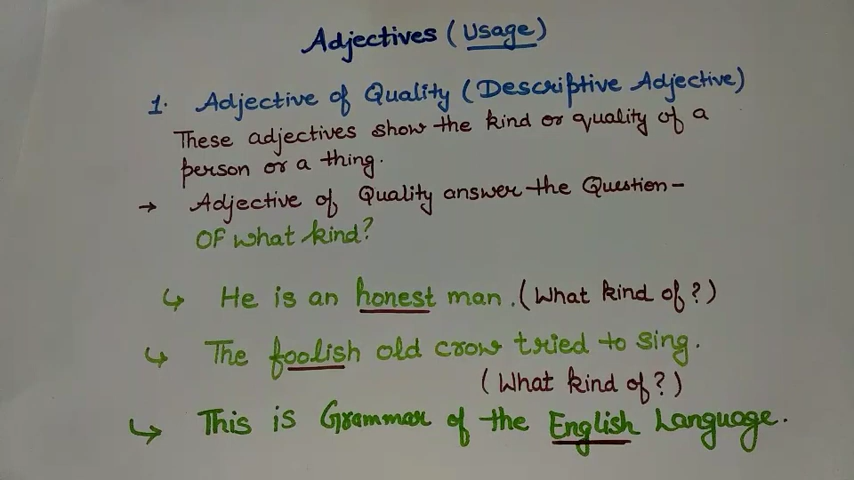 Adjectives (Usage)
1. Adjective of Quality (Descriptive Adjective)
These adjectives show the kind or quality of a
person or a thing.
→ Adjective of Quality answer the Question -
OF what kind?
↳ He is an honest man. (What kind of?)
↳ The foolish old crow tried to sing.
(What kind of?)
↳ This is Grammar of the English Language.